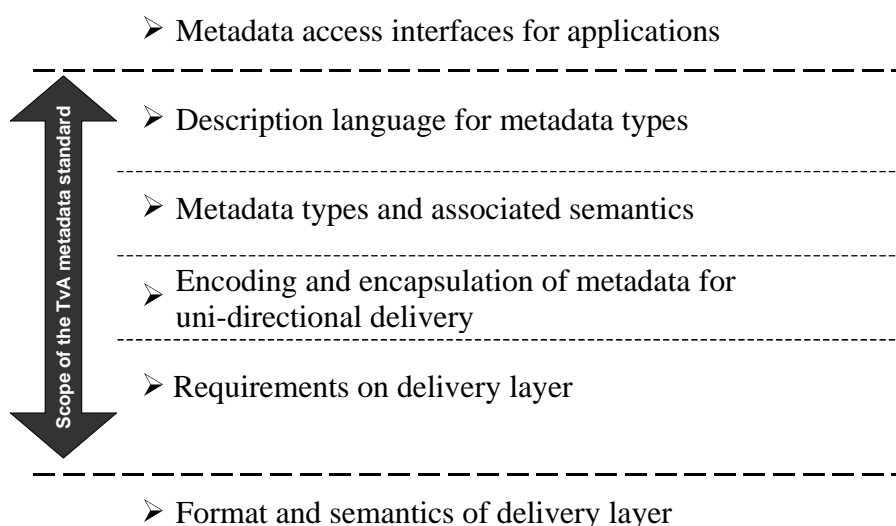 Metadata access interfaces for applications
Scope of the TvA metadata standard
Description language for metadata types
Metadata types and associated semantics
Encoding and encapsulation of metadata for
uni-directional delivery
Requirements on delivery layer
Format and semantics of delivery layer